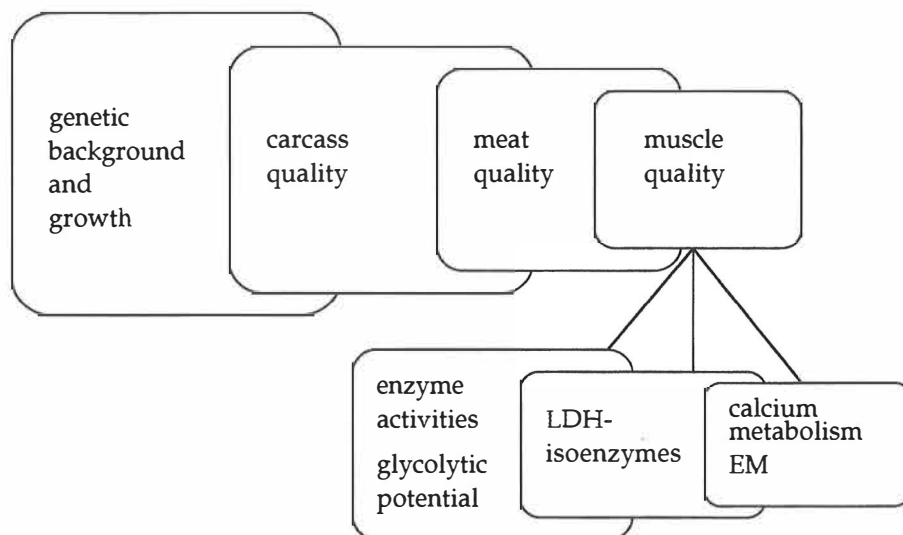 genetic
background
and
growth
carcass
quality
meat
quality
muscle
quality
enzyme
activities
glycolytic
potential
LDH-
isoenzymes
calcium
metabolism
EM